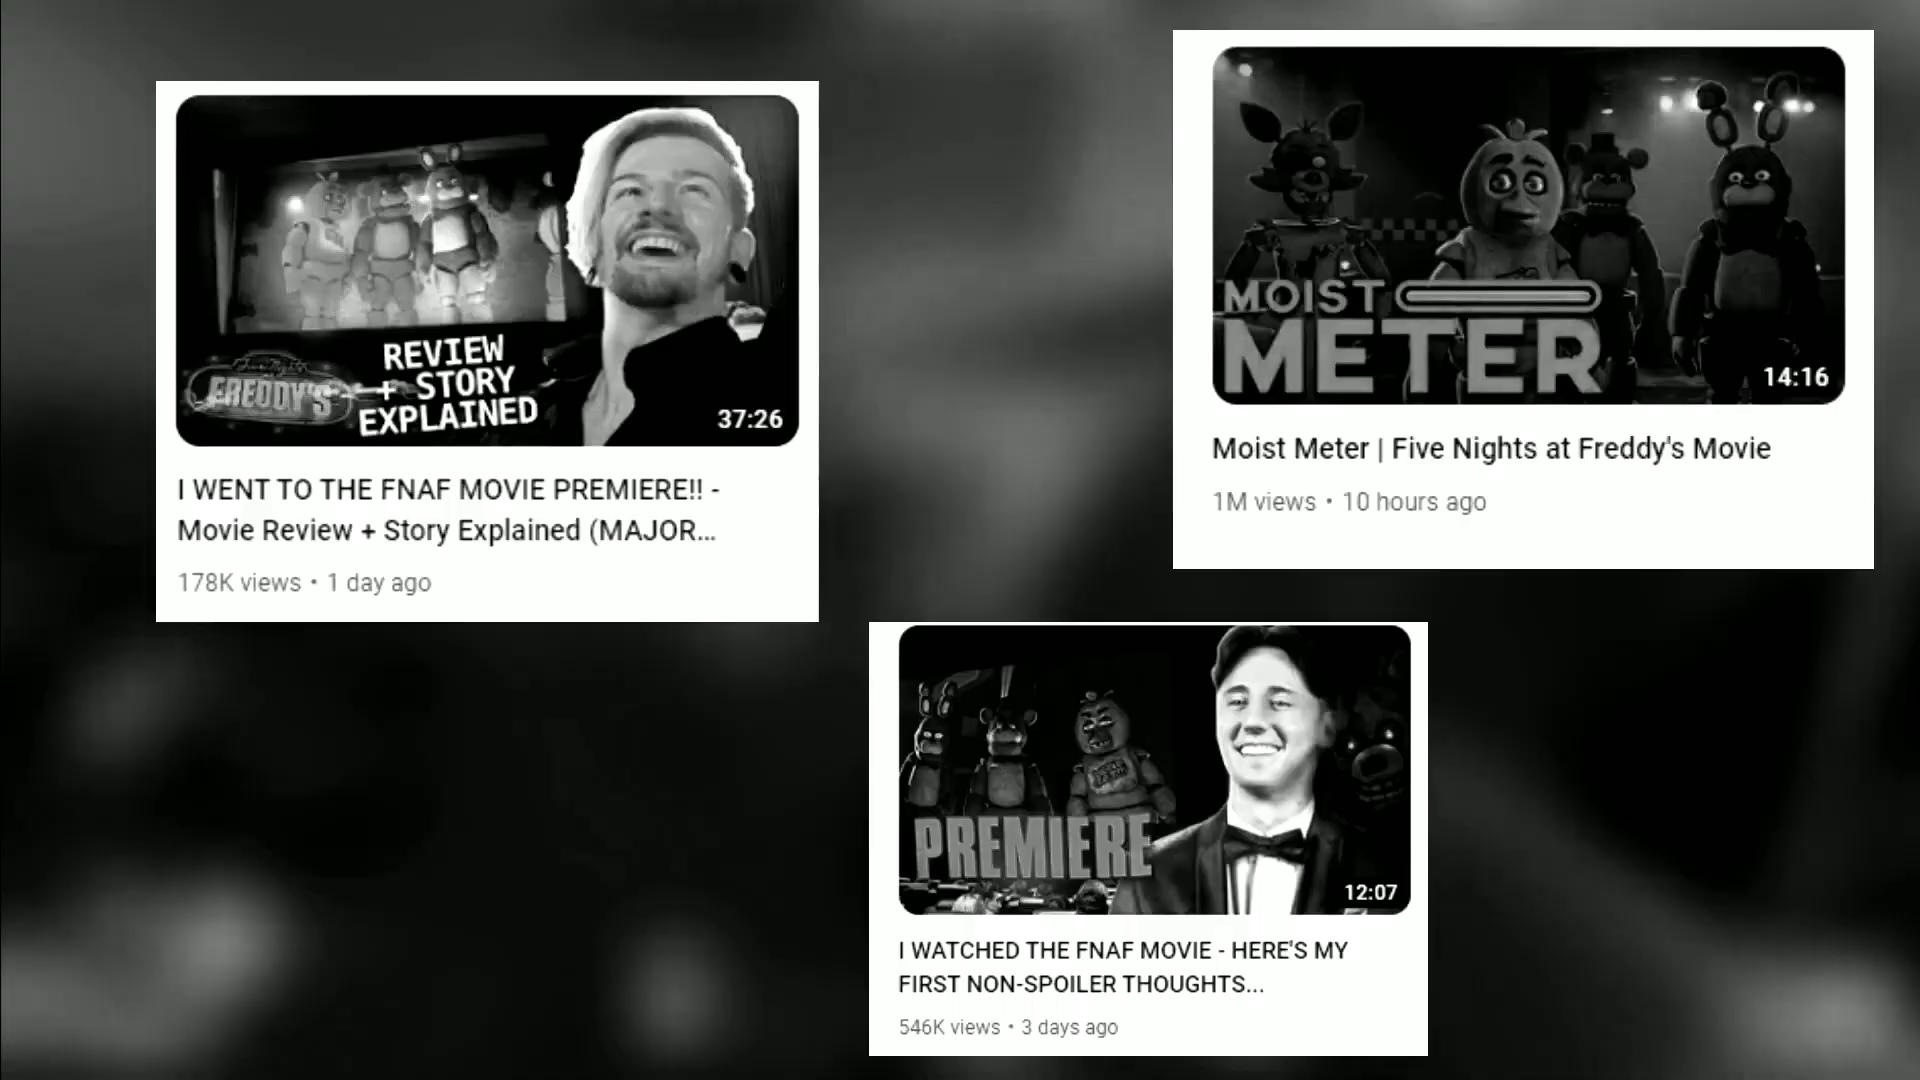 REVIEW
+ STORY
EXPLAINED
FREDDY'S
37:26
I WENT TO THE FNAF MOVIE PREMIERE!! -
Movie Review + Story Explained (MAJOR...
178K views • 1 day ago
MOIST
METER
14:16
Moist Meter | Five Nights at Freddy's Movie
1M views • 10 hours ago
PREMIERE
12:07
I WATCHED THE FNAF MOVIE - HERE'S MY
FIRST NON-SPOILER THOUGHTS...
546K views • 3 days ago